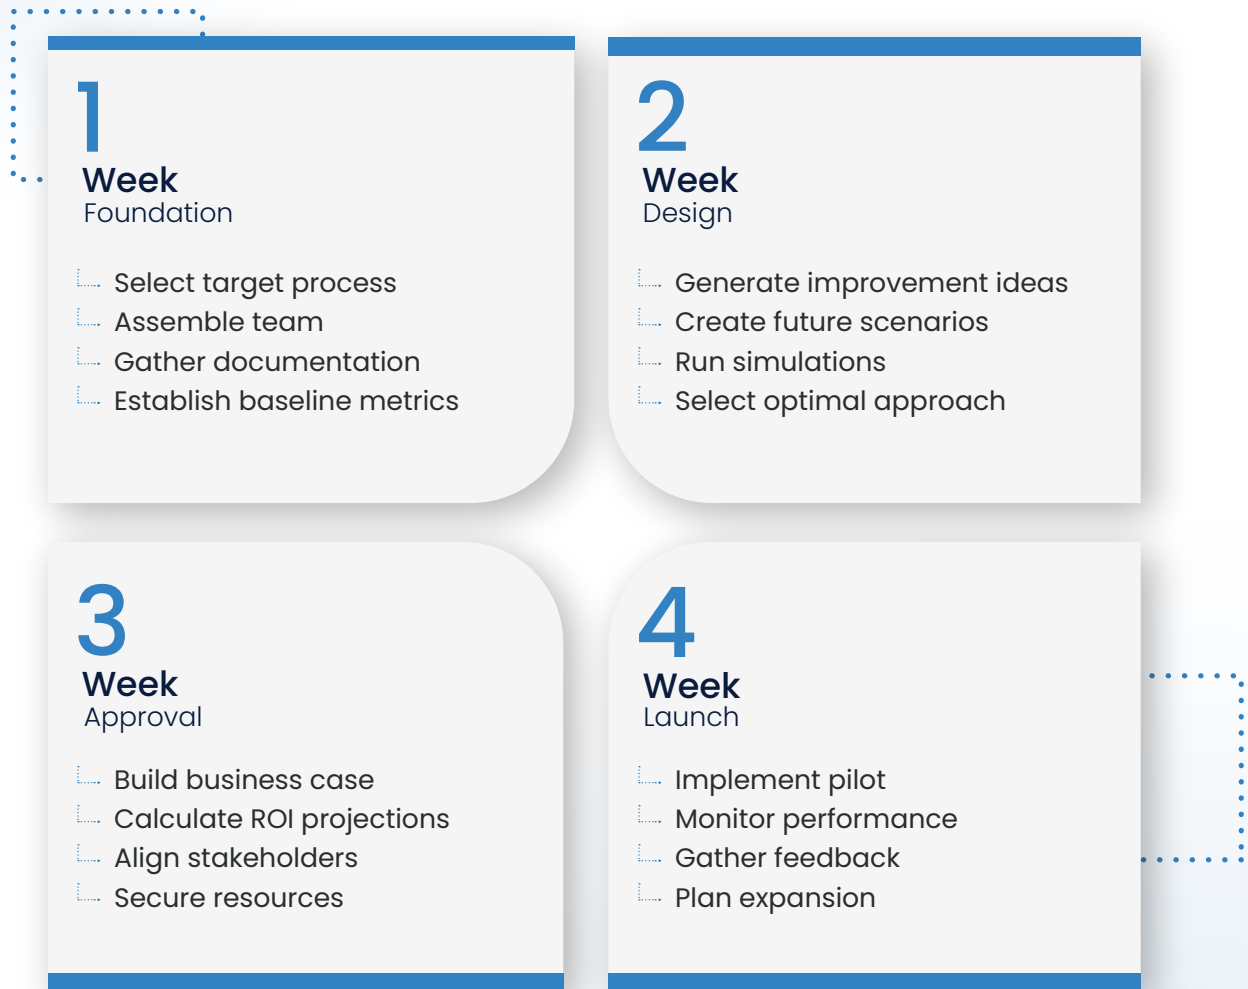 1
Week
Foundation
Select target process
Assemble team
Gather documentation
Establish baseline metrics
2
Week
Design
Generate improvement ideas
Create future scenarios
Run simulations
Select optimal approach
3
Week
Approval
Build business case
Calculate ROI projections
Align stakeholders
Secure resources
4
Week
Launch
Implement pilot
Monitor performance
Gather feedback
Plan expansion